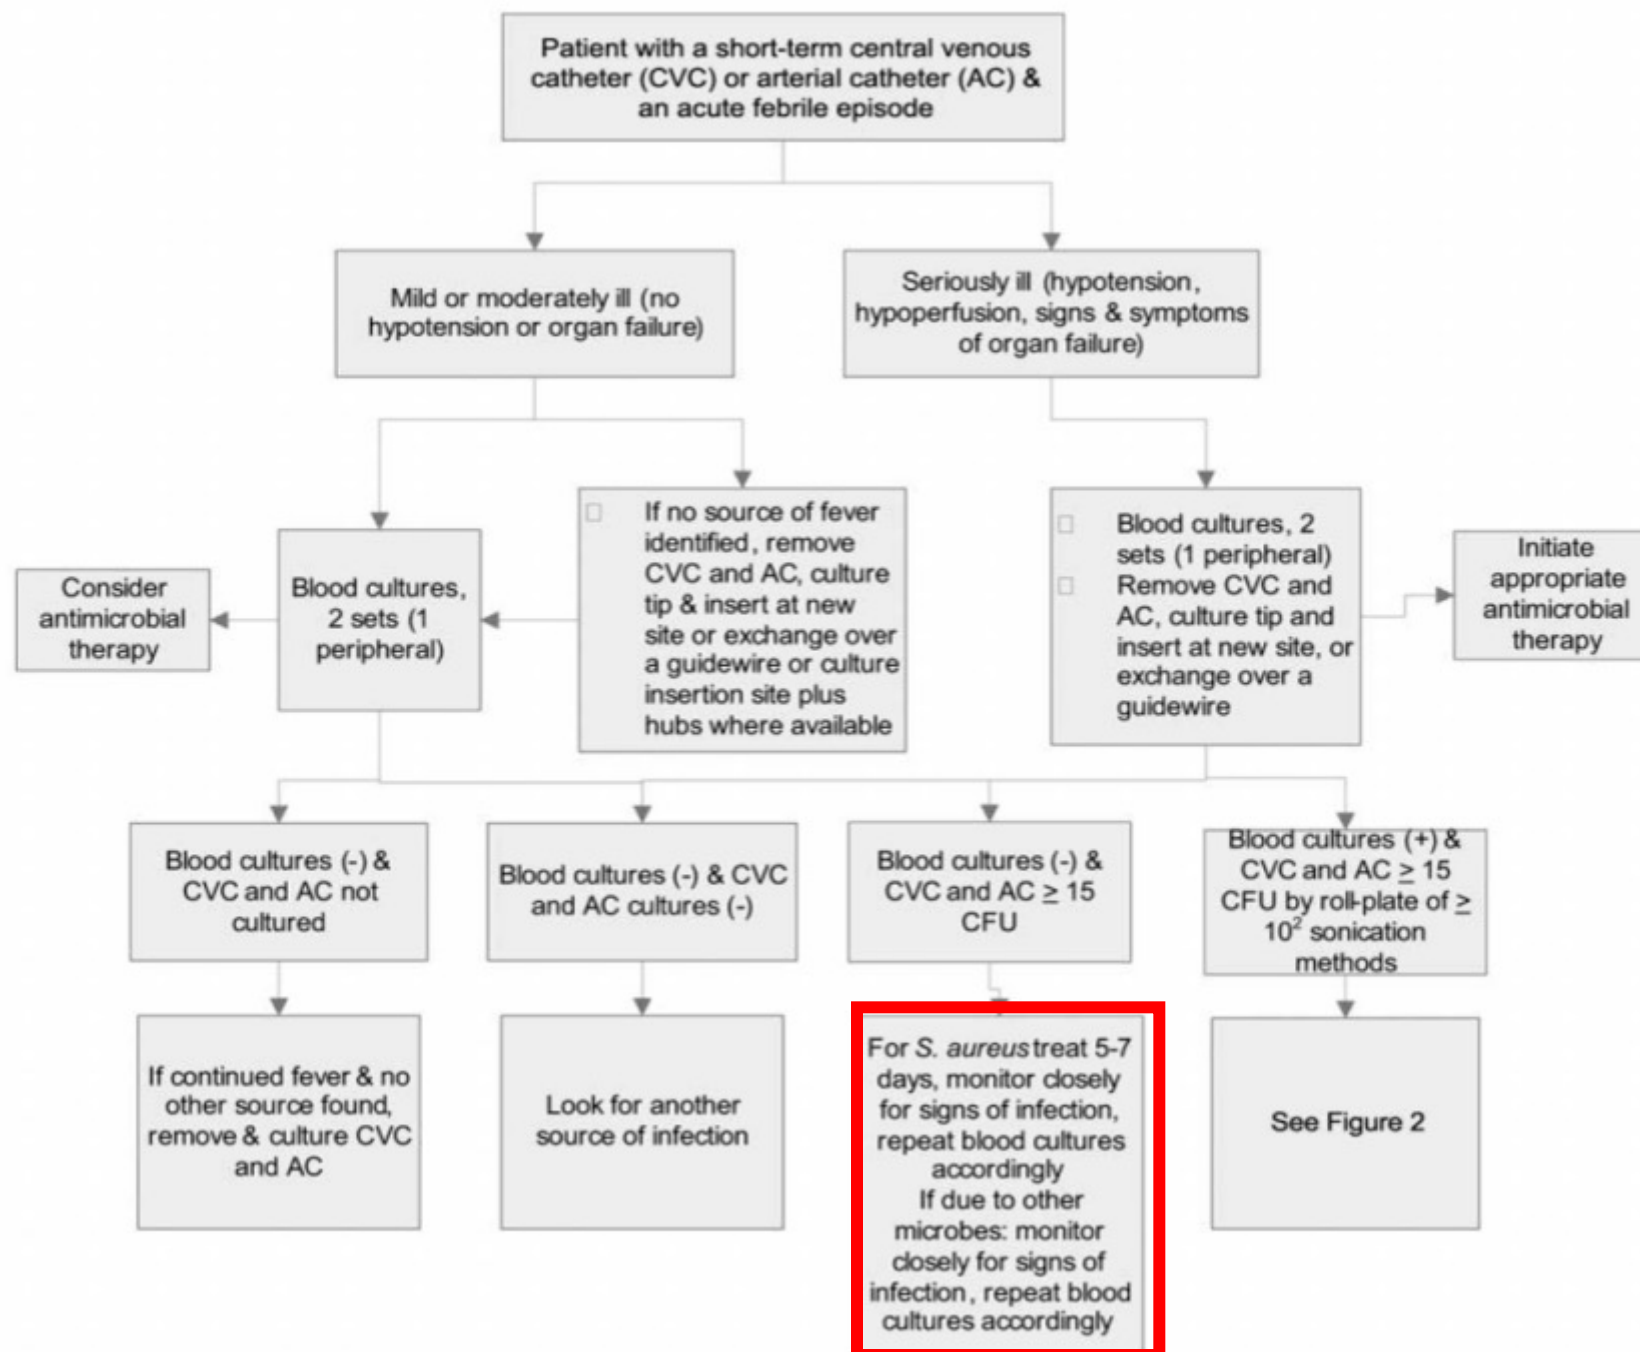 Patient with a short-term central venous
catheter (CVC) or arterial catheter (AC) &
an acute febrile episode
Mild or moderately ill (no
hypotension or organ failure)
Seriously ill (hypotension,
hypoperfusion, signs & symptoms
of organ failure)
Consider
antimicrobial
therapy
Blood cultures,
2 sets (1
peripheral)
If no source of fever
identified, remove
CVC and AC, culture
tip & insert at new
site or exchange over
a guidewire or culture
insertion site plus
hubs where available
Blood cultures, 2
sets (1 peripheral)
Remove CVC and
AC, culture tip and
insert at new site, or
exchange over a
guidewire
Initiate
appropriate
antimicrobial
therapy
Blood cultures (-) &
CVC and AC not
cultured
Blood cultures (-) & CVC
and AC cultures (-)
Blood cultures (-) &
CVC and AC ≥ 15
CFU
Blood cultures (+) &
CVC and AC ≥ 15
CFU by roll-plate of ≥
10² sonication
methods
If continued fever & no
other source found,
remove & culture CVC
and AC
Look for another
source of infection
For S. aureus treat 5-7
days, monitor closely
for signs of infection,
repeat blood cultures
accordingly
If due to other
microbes: monitor
closely for signs of
infection, repeat blood
cultures accordingly
See Figure 2